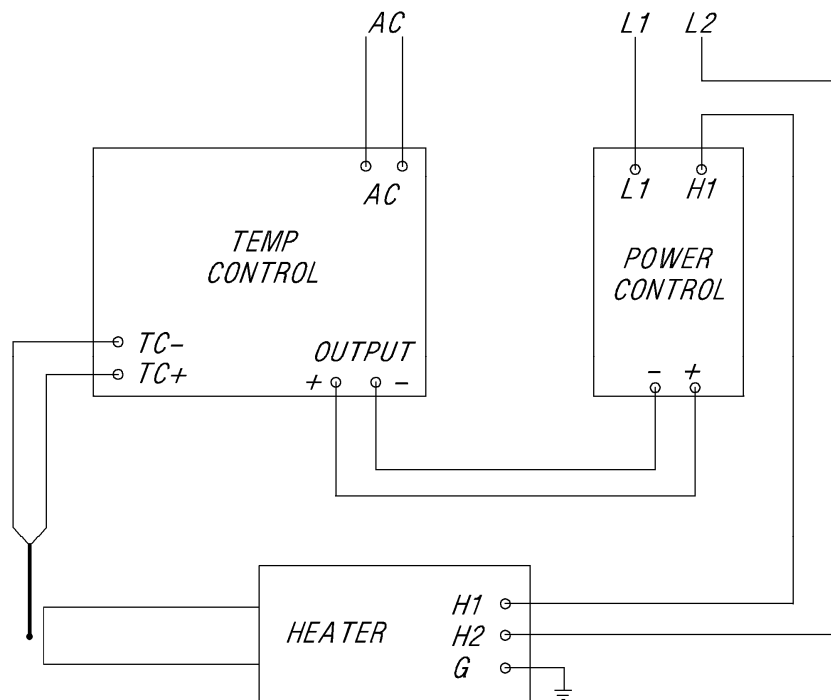 AC
L1 L2
AC
L1 H1
TEMP
CONTROL
POWER
CONTROL
TC-
OUTPUT
TC+
+ -
- +
H1
HEATER
H2
G